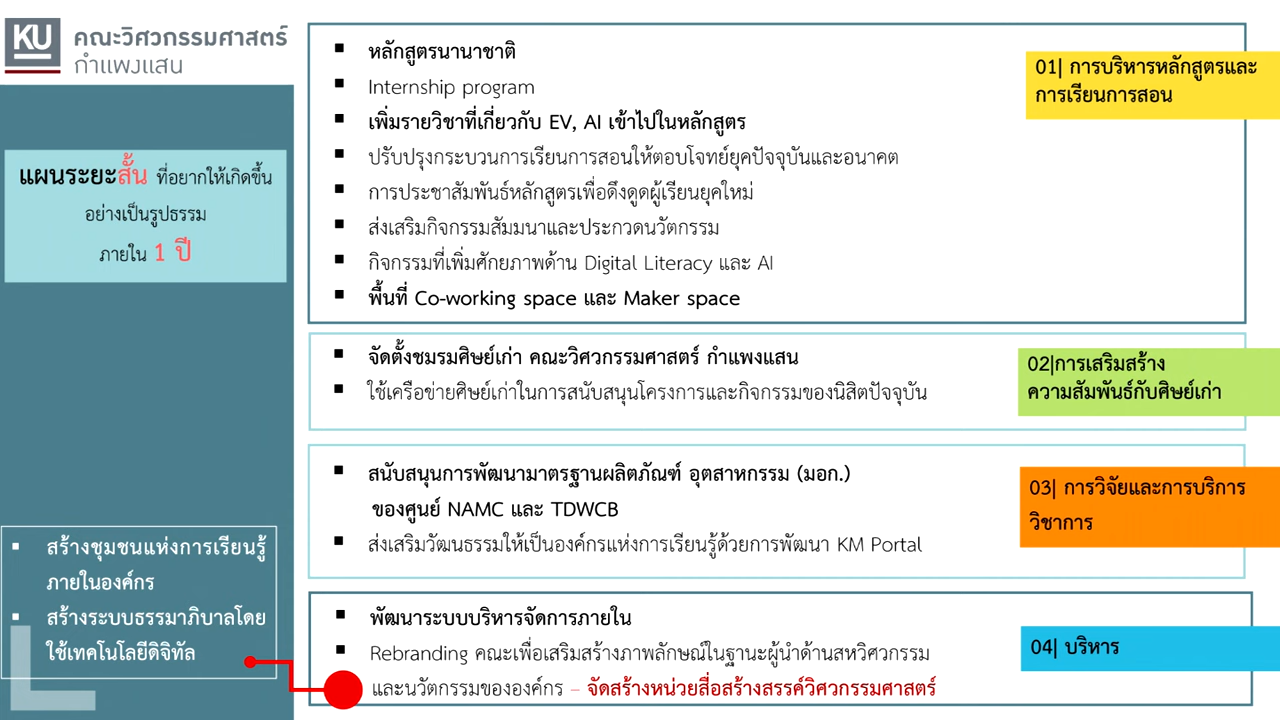 KU คณะวิศวกรรมศาสตร์
กำแพงแสน
แผนระยะสั้น ที่อยากให้เกิดขึ้น
อย่างเป็นรูปธรรม
ภายใน 1 ปี
▪ สร้างชุมชนแห่งการเรียนรู้
ภายในองค์กร
▪ สร้างระบบธรรมาภิบาลโดย
ใช้เทคโนโลยีดิจิทัล
01| การบริหารหลักสูตรและ
การเรียนการสอน
▪ หลักสูตรนานาชาติ
▪ Internship program
▪ เพิ่มรายวิชาที่เกี่ยวกับ EV, AI เข้าไปในหลักสูตร
▪ ปรับปรุงกระบวนการเรียนการสอนให้ตอบโจทย์ยุคปัจจุบันและอนาคต
▪ การประชาสัมพันธ์หลักสูตรเพื่อดึงดูดผู้เรียนยุคใหม่
▪ ส่งเสริมกิจกรรมสัมมนาและประกวดนวัตกรรม
▪ กิจกรรมที่เพิ่มศักยภาพด้าน Digital Literacy และ AI
▪ พื้นที่ Co-working space และ Maker space
02|การเสริมสร้าง
ความสัมพันธ์กับศิษย์เก่า
▪ จัดตั้งชมรมศิษย์เก่า คณะวิศวกรรมศาสตร์ กำแพงแสน
▪ ใช้เครือข่ายศิษย์เก่าในการสนับสนุนโครงการและกิจกรรมของนิสิตปัจจุบัน
03| การวิจัยและการบริการ
วิชาการ
▪ สนับสนุนการพัฒนามาตรฐานผลิตภัณฑ์ อุตสาหกรรม (มอก.)
ของศูนย์ NAMC และ TDWCB
▪ ส่งเสริมวัฒนธรรมให้เป็นองค์กรแห่งการเรียนรู้ด้วยการพัฒนา KM Portal
04| บริหาร
▪ พัฒนาระบบบริหารจัดการภายใน
▪ Rebranding คณะเพื่อเสริมสร้างภาพลักษณ์ในฐานะผู้นำด้านสหวิศวกรรม
และนวัตกรรมขององค์กร – จัดสร้างหน่วยสื่อสร้างสรรค์วิศวกรรมศาสตร์